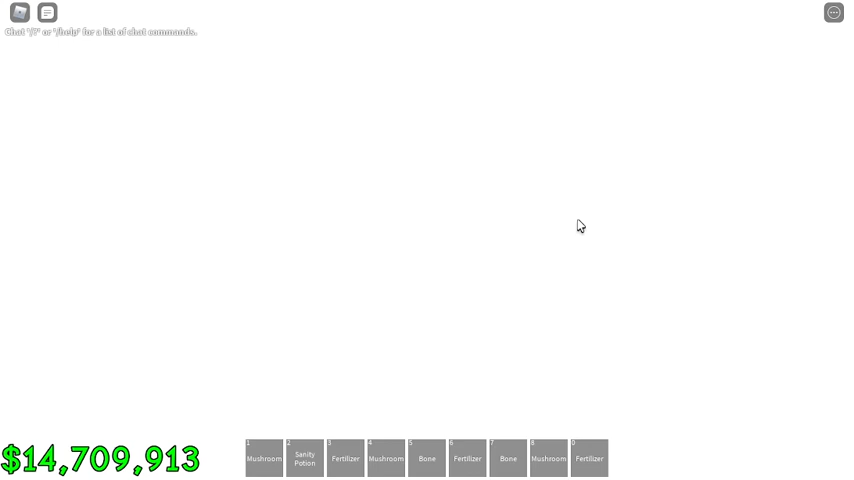 Chat '/?' or '/help' for a list of chat commands.
$14,709,913
1 Mushroom
2 Sanity Potion
3 Fertilizer
4 Mushroom
5 Bone
6 Fertilizer
7 Bone
8 Mushroom
0 Fertilizer